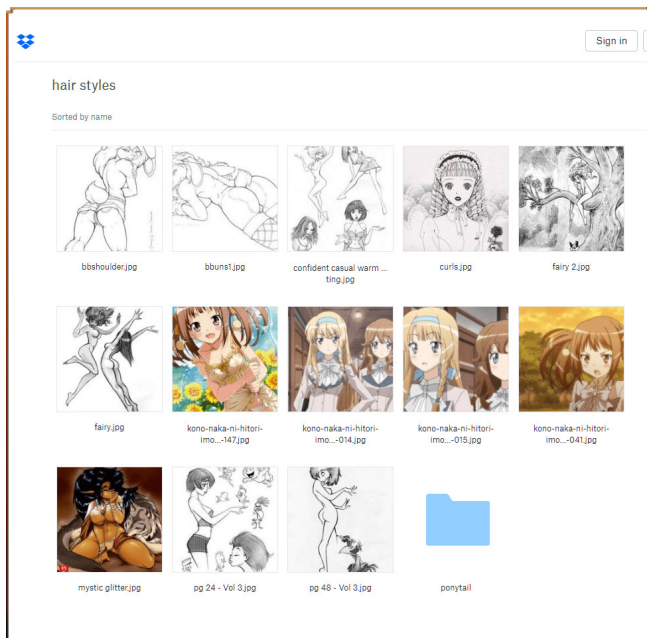 Sign in
hair styles
Sorted by name
bbshoulder.jpg
bbuns1.jpg
confident casual warm ...
ting.jpg
curls.jpg
fairy 2.jpg
fairy.jpg
kono-naka-ni-hitori-
imo...-147.jpg
kono-naka-ni-hitori-
imo...-014.jpg
kono-naka-ni-hitori-
imo...-015.jpg
kono-naka-ni-hitori-
imo...-041.jpg
mystic glitter.jpg
pg 24 - Vol 3.jpg
pg 48 - Vol 3.jpg
ponytail